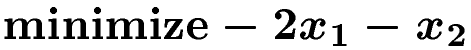 minimize − 2x₁ − x₂